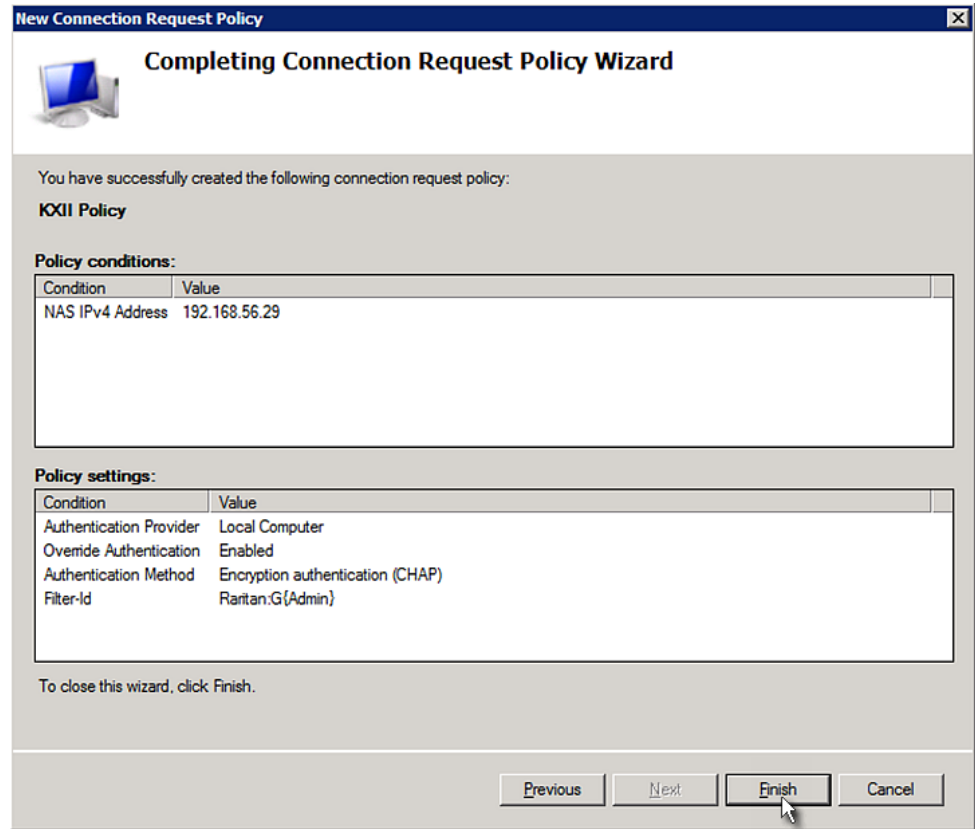 New Connection Request Policy
Completing Connection Request Policy Wizard
You have successfully created the following connection request policy:
KXII Policy
Policy conditions:
Condition Value
NAS IPv4 Address 192.168.56.29
Policy settings:
Condition Value
Authentication Provider Local Computer
Override Authentication Enabled
Authentication Method Encryption authentication (CHAP)
Filter-Id Raritan:G{Admin}
To close this wizard, click Finish.
Previous Next Finish Cancel